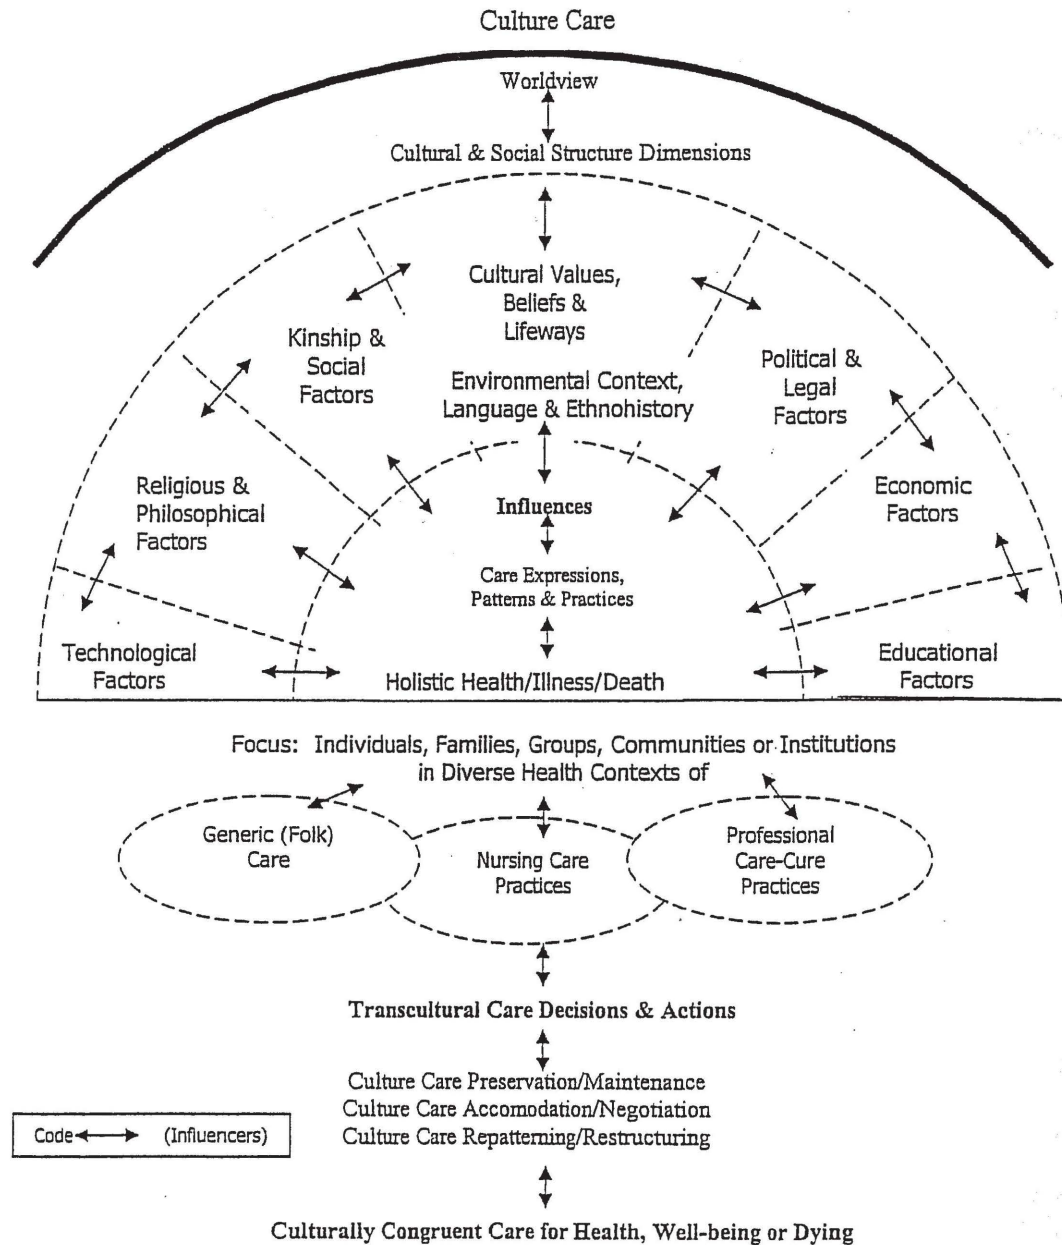 Culture Care
Worldview
Cultural & Social Structure Dimensions
Cultural Values,
Beliefs &
Lifeways
Kinship &
Social
Factors
Political &
Legal
Factors
Environmental Context,
Language & Ethnohistory
Religious &
Philosophical
Factors
Economic
Factors
Influences
Care Expressions,
Patterns & Practices
Technological
Factors
Educational
Factors
Holistic Health/Illness/Death
Focus: Individuals, Families, Groups, Communities or Institutions
in Diverse Health Contexts of
Generic (Folk)
Care
Nursing Care
Practices
Professional
Care-Cure
Practices
Transcultural Care Decisions & Actions
Culture Care Preservation/Maintenance
Culture Care Accomodation/Negotiation
Culture Care Repatterning/Restructuring
Code (Influencers)
Culturally Congruent Care for Health, Well-being or Dying